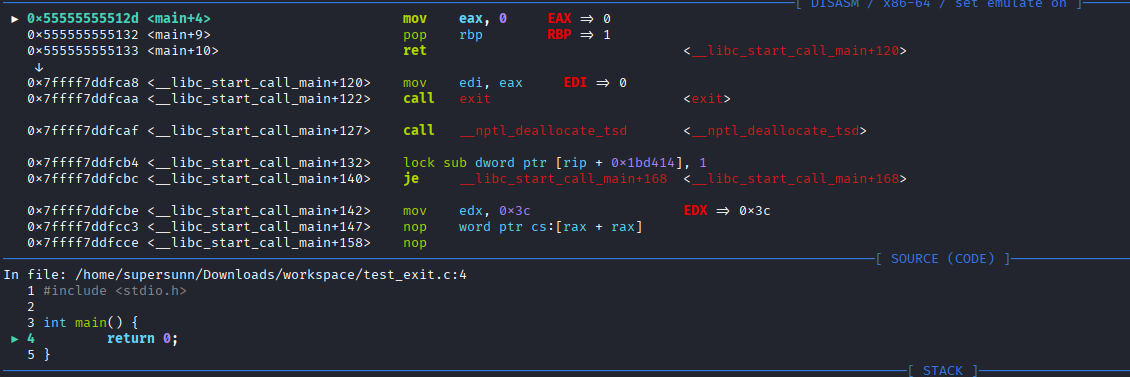 [ DISASM / x86-64 / set emulate on ]
► 0x55555555512d <main+4> mov eax, 0 EAX => 0
0x555555555132 <main+9> pop rbp RBP => 1
0x555555555133 <main+10> ret <__libc_start_call_main+120>
↓
0x7ffff7ddfca8 <__libc_start_call_main+120> mov edi, eax EDI => 0
0x7ffff7ddfcaa <__libc_start_call_main+122> call exit <exit>
0x7ffff7ddfcaf <__libc_start_call_main+127> call __nptl_deallocate_tsd <__nptl_deallocate_tsd>
0x7ffff7ddfcb4 <__libc_start_call_main+132> lock sub dword ptr [rip + 0x1bd414], 1
0x7ffff7ddfcbc <__libc_start_call_main+140> je __libc_start_call_main+168 <__libc_start_call_main+168>
0x7ffff7ddfcbe <__libc_start_call_main+142> mov edx, 0x3c EDX => 0x3c
0x7ffff7ddfcc3 <__libc_start_call_main+147> nop word ptr cs:[rax + rax]
0x7ffff7ddfcce <__libc_start_call_main+158> nop
[ SOURCE (CODE) ]
In file: /home/supersunn/Downloads/workspace/test_exit.c:4
1 #include <stdio.h>
2
3 int main() {
► 4 return 0;
5 }
[ STACK ]